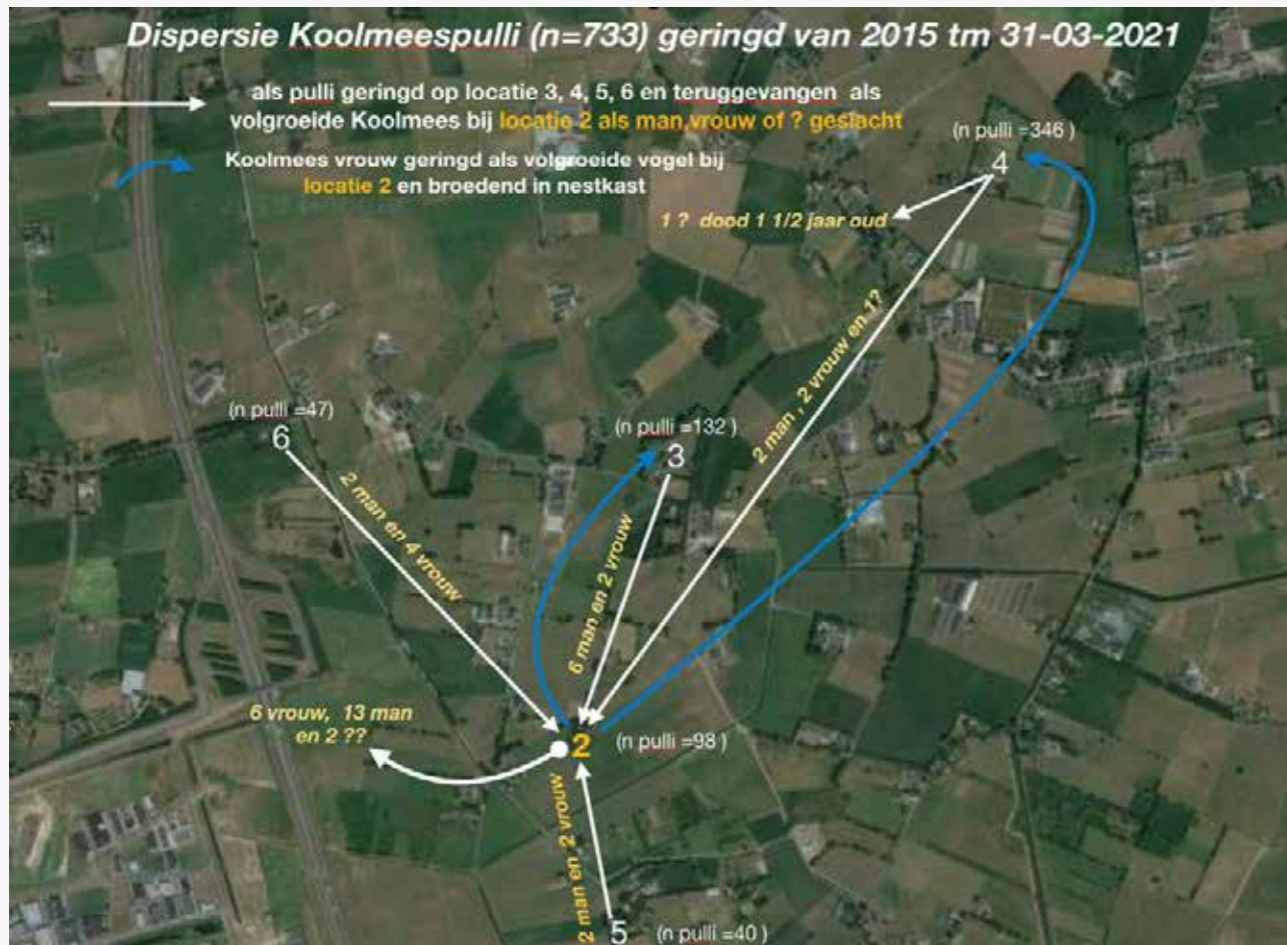 Dispersie Koolmeespulli (n=733) geringd van 2015 tm 31-03-2021
als pulli geringd op locatie 3, 4, 5, 6 en teruggevangen als
volgroeide Koolmees bij locatie 2 als man,vrouw of ? geslacht
Koolmees vrouw geringd als volgroeide vogel bij
locatie 2 en broedend in nestkast
(n pulli =346 )
4
1 ? dood 1 1/2 jaar oud
2 man , 2 vrouw en 1?
(n pulli =47)
6
(n pulli =132 )
3
2 man en 4 vrouw
6 man en 2 vrouw
6 vrouw, 13 man
en 2 ??
2
(n pulli =98 )
2 man en 2 vrouw
5
(n pulli =40 )